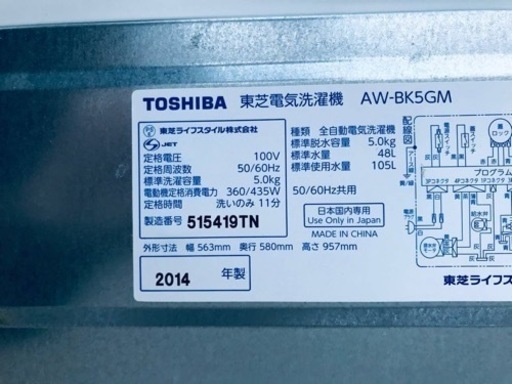 TOSHIBA 東芝電気洗濯機 AW-BK5GM
東芝ライフスタイル株式会社
JET
定格電圧 100V
定格周波数 50/60Hz
標準洗濯容量 5.0kg
電動機定格消費電力 360/435W
定格時間 洗いのみ 11分
製造番号 515419TN
外形寸法 幅 563mm 奥行 580mm 高さ 957mm
2014 年製
種類 全自動電気洗濯機
標準脱水容量 5.0kg
標準水量 48L
標準使用水量 105L
50/60Hz共用
日本国内専用
Use Only in Japan
MADE IN CHINA
配線図
ロック
プログラム
東芝ライフス